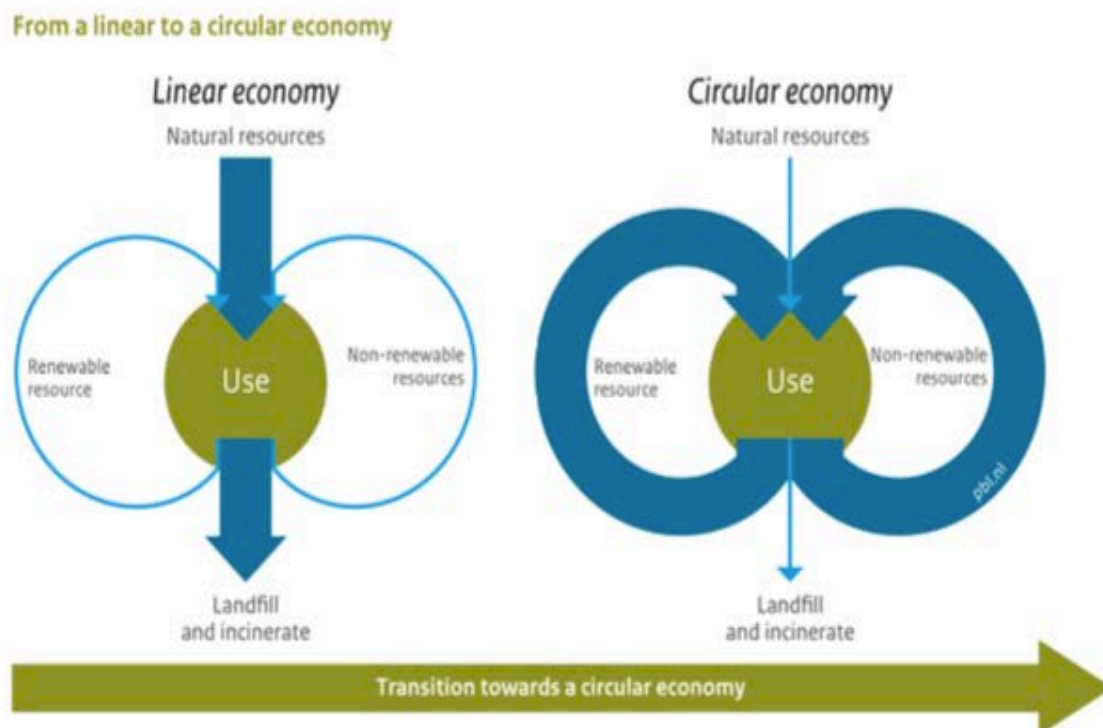 From a linear to a circular economy
Linear economy
Natural resources
Renewable
resource
Use
Non-renewable
resources
Landfill
and incinerate
Circular economy
Natural resources
Renewable
resource
Use
Non-renewable
resources
pbl.nl
Landfill
and incinerate
Transition towards a circular economy